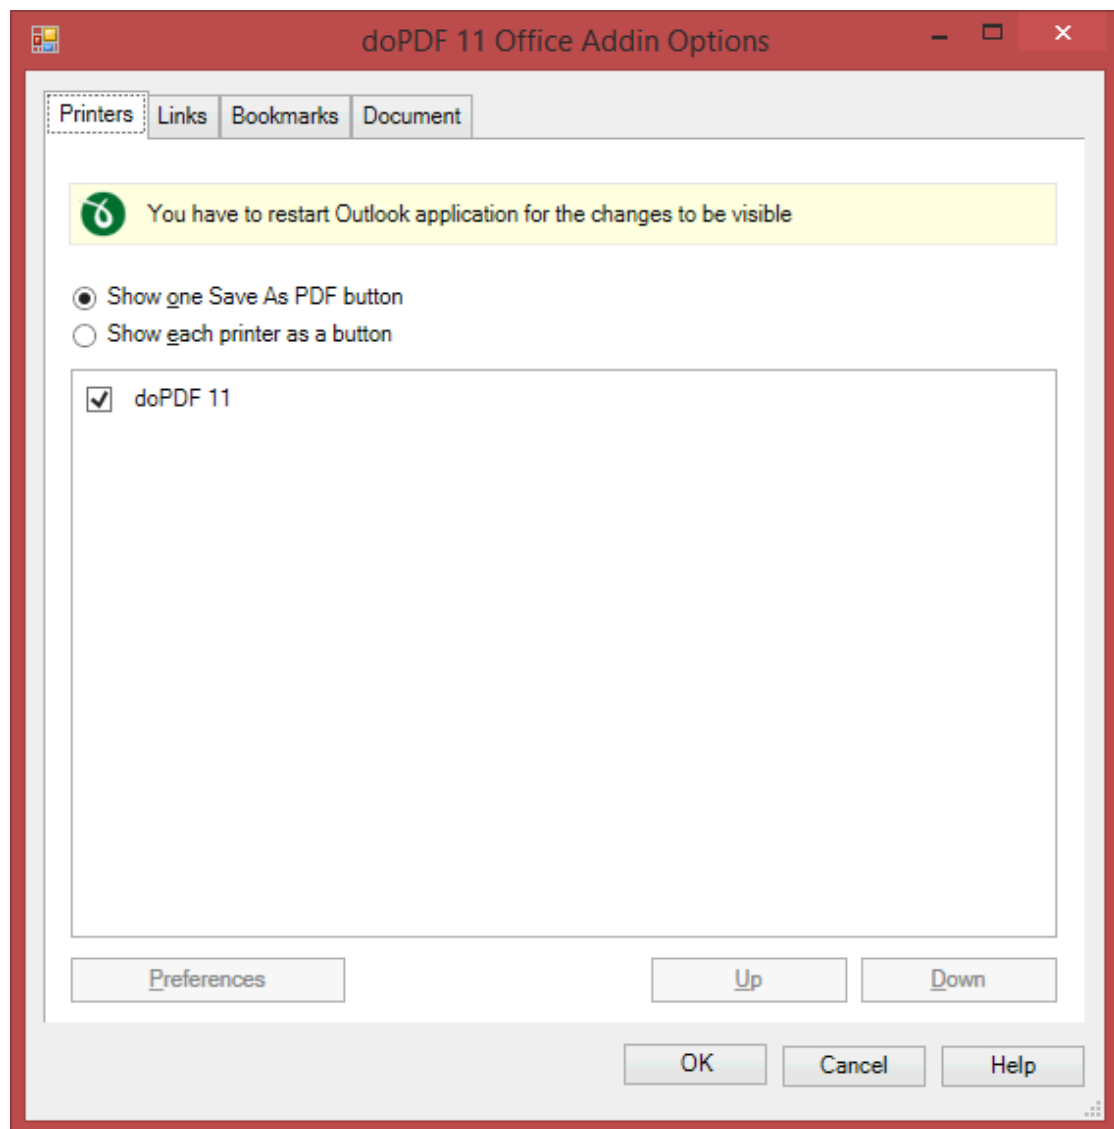 doPDF 11 Office Addin Options
Printers Links Bookmarks Document
You have to restart Outlook application for the changes to be visible
Show one Save As PDF button
Show each printer as a button
doPDF 11
Preferences Up Down
OK Cancel Help